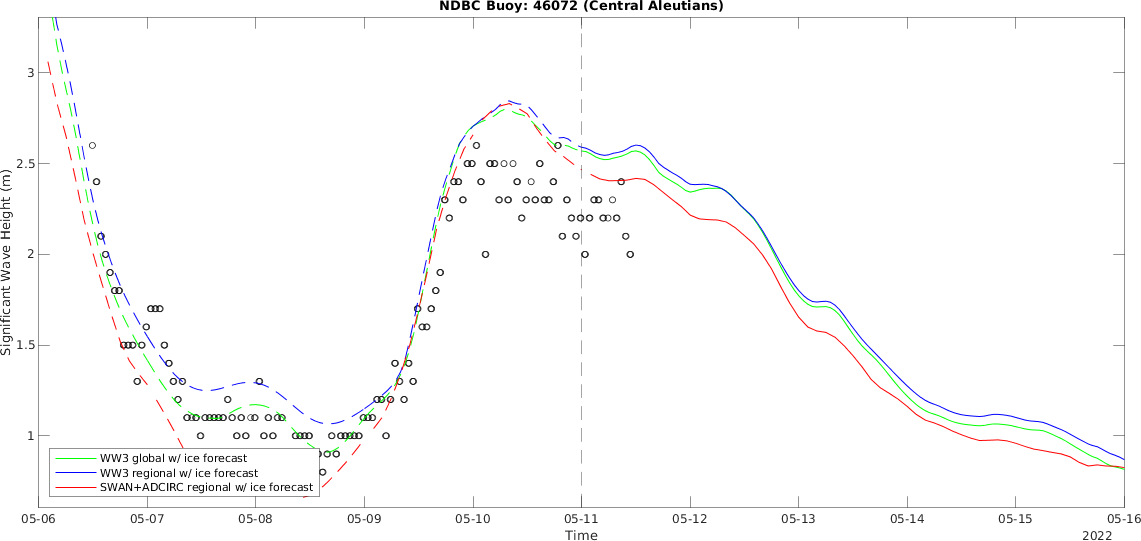 NDBC Buoy: 46072 (Central Aleutians)
Significant Wave Height (m)
3
2.5
2
1.5
1
WW3 global w/ ice forecast
WW3 regional w/ ice forecast
SWAN+ADCIRC regional w/ ice forecast
05-06 05-07 05-08 05-09 05-10 05-11 05-12 05-13 05-14 05-15 05-16
Time
2022